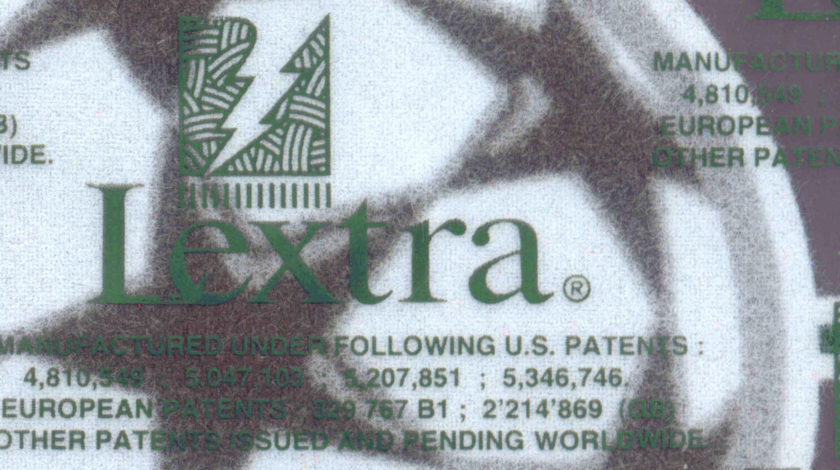 TS
MANUFACTUR
4,810,549 ;
B)
EUROPEAN P
IDE.
OTHER PATEN
Lextra®
MANUFACTURED UNDER FOLLOWING U.S. PATENTS :
4,810,549 ; 5,047,103 ; 5,207,851 ; 5,346,746.
EUROPEAN PATENTS : 329 767 B1 ; 2'214'869 (GB)
OTHER PATENTS ISSUED AND PENDING WORLDWIDE.